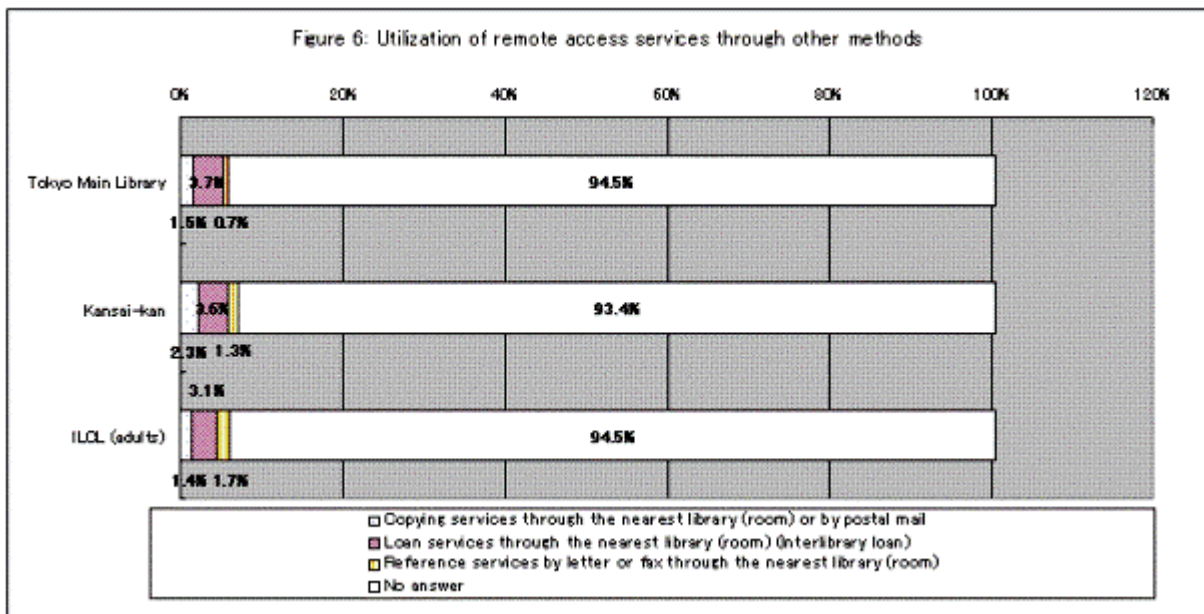 Figure 6: Utilization of remote access services through other methods
0% 20% 40% 60% 80% 100% 120%
Tokyo Main Library 3.7% 94.5%
1.5% 0.7%
Kansai-kan 3.6% 93.4%
2.3% 1.3%
3.1%
ILCL (adults) 94.5%
1.4% 1.7%
Copying services through the nearest library (room) or by postal mail
Loan services through the nearest library (room) (Interlibrary loan)
Reference services by letter or fax through the nearest library (room)
No answer